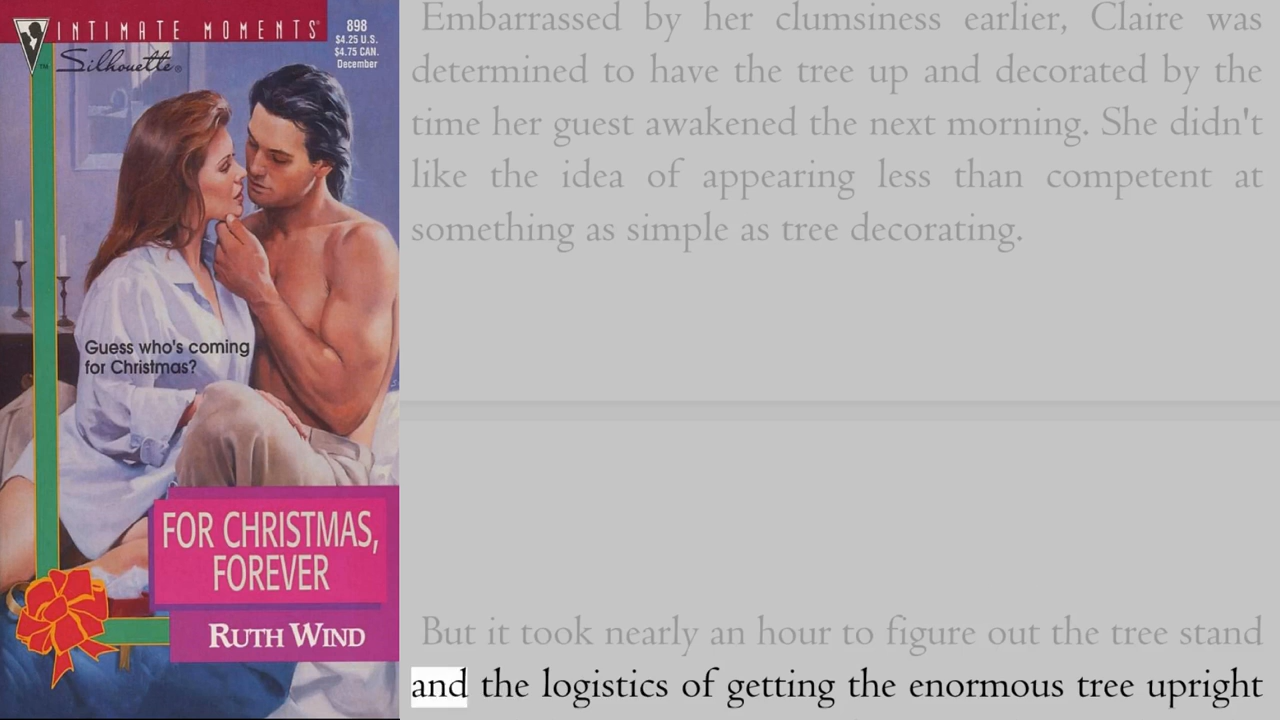 INTIMATE MOMENTS®
Silhouette®
TM
898
$4.25 U.S.
$4.75 CAN.
December
Guess who's coming
for Christmas?
FOR CHRISTMAS,
FOREVER
RUTH WIND
Embarrassed by her clumsiness earlier, Claire was
determined to have the tree up and decorated by the
time her guest awakened the next morning. She didn't
like the idea of appearing less than competent at
something as simple as tree decorating.
But it took nearly an hour to figure out the tree stand
and the logistics of getting the enormous tree upright